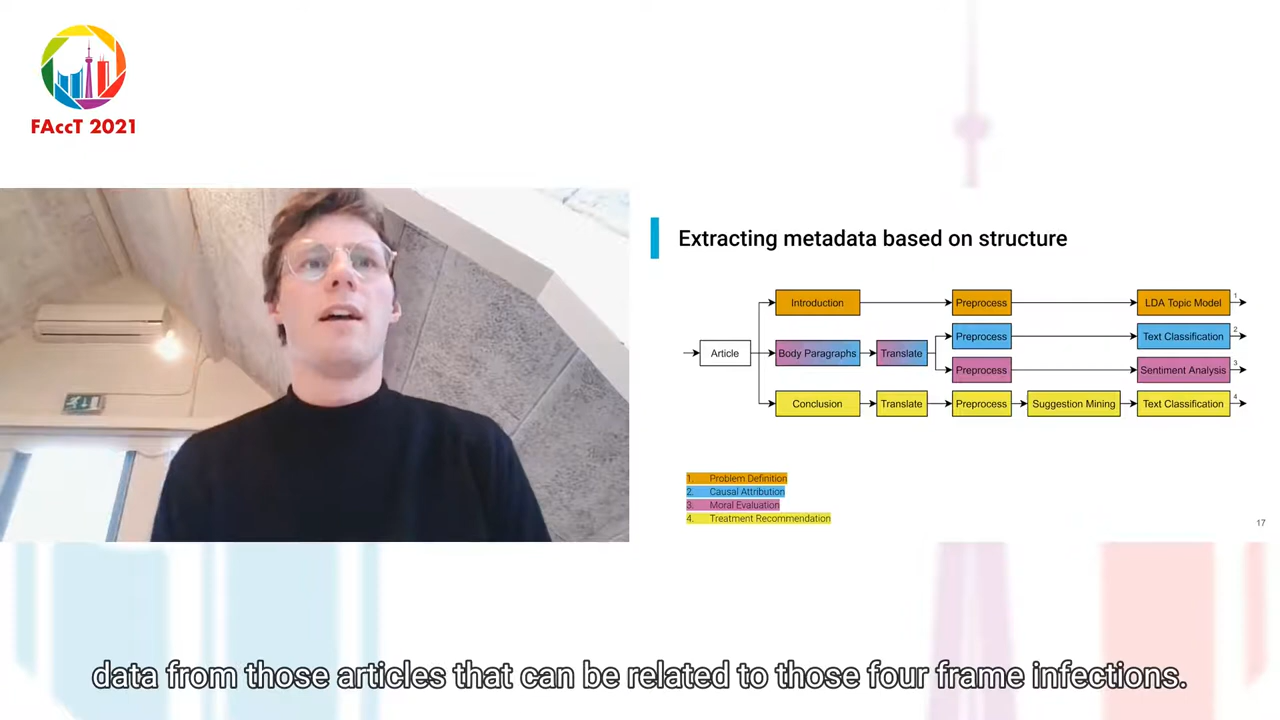 FAccT 2021
Extracting metadata based on structure
Introduction
Preprocess
LDA Topic Model
1
Article
Body Paragraphs
Translate
Preprocess
Text Classification
2
Preprocess
Sentiment Analysis
3
Conclusion
Translate
Preprocess
Suggestion Mining
Text Classification
4
1. Problem Definition
2. Causal Attribution
3. Moral Evaluation
4. Treatment Recommendation
17
data from those articles that can be related to those four frame infections.